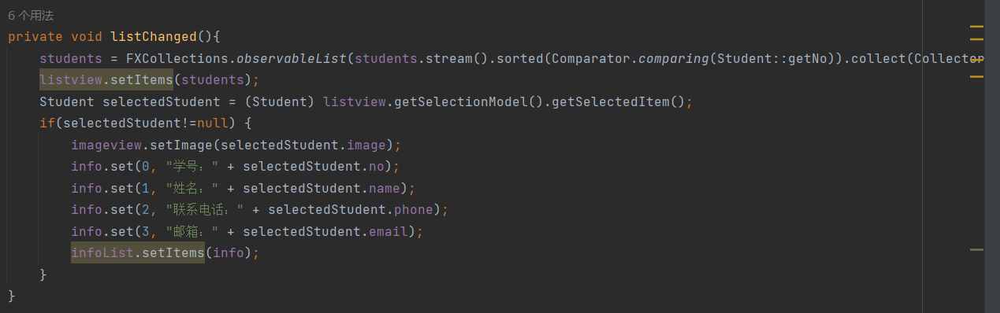 6 个用法
private void listChanged(){
students = FXCollections.observableList(students.stream().sorted(Comparator.comparing(Student::getNo)).collect(Collector
listview.setItems(students);
Student selectedStudent = (Student) listview.getSelectionModel().getSelectedItem();
if(selectedStudent!=null) {
imageview.setImage(selectedStudent.image);
info.set(0, "学号：" + selectedStudent.no);
info.set(1, "姓名：" + selectedStudent.name);
info.set(2, "联系电话：" + selectedStudent.phone);
info.set(3, "邮箱：" + selectedStudent.email);
infoList.setItems(info);
}
}